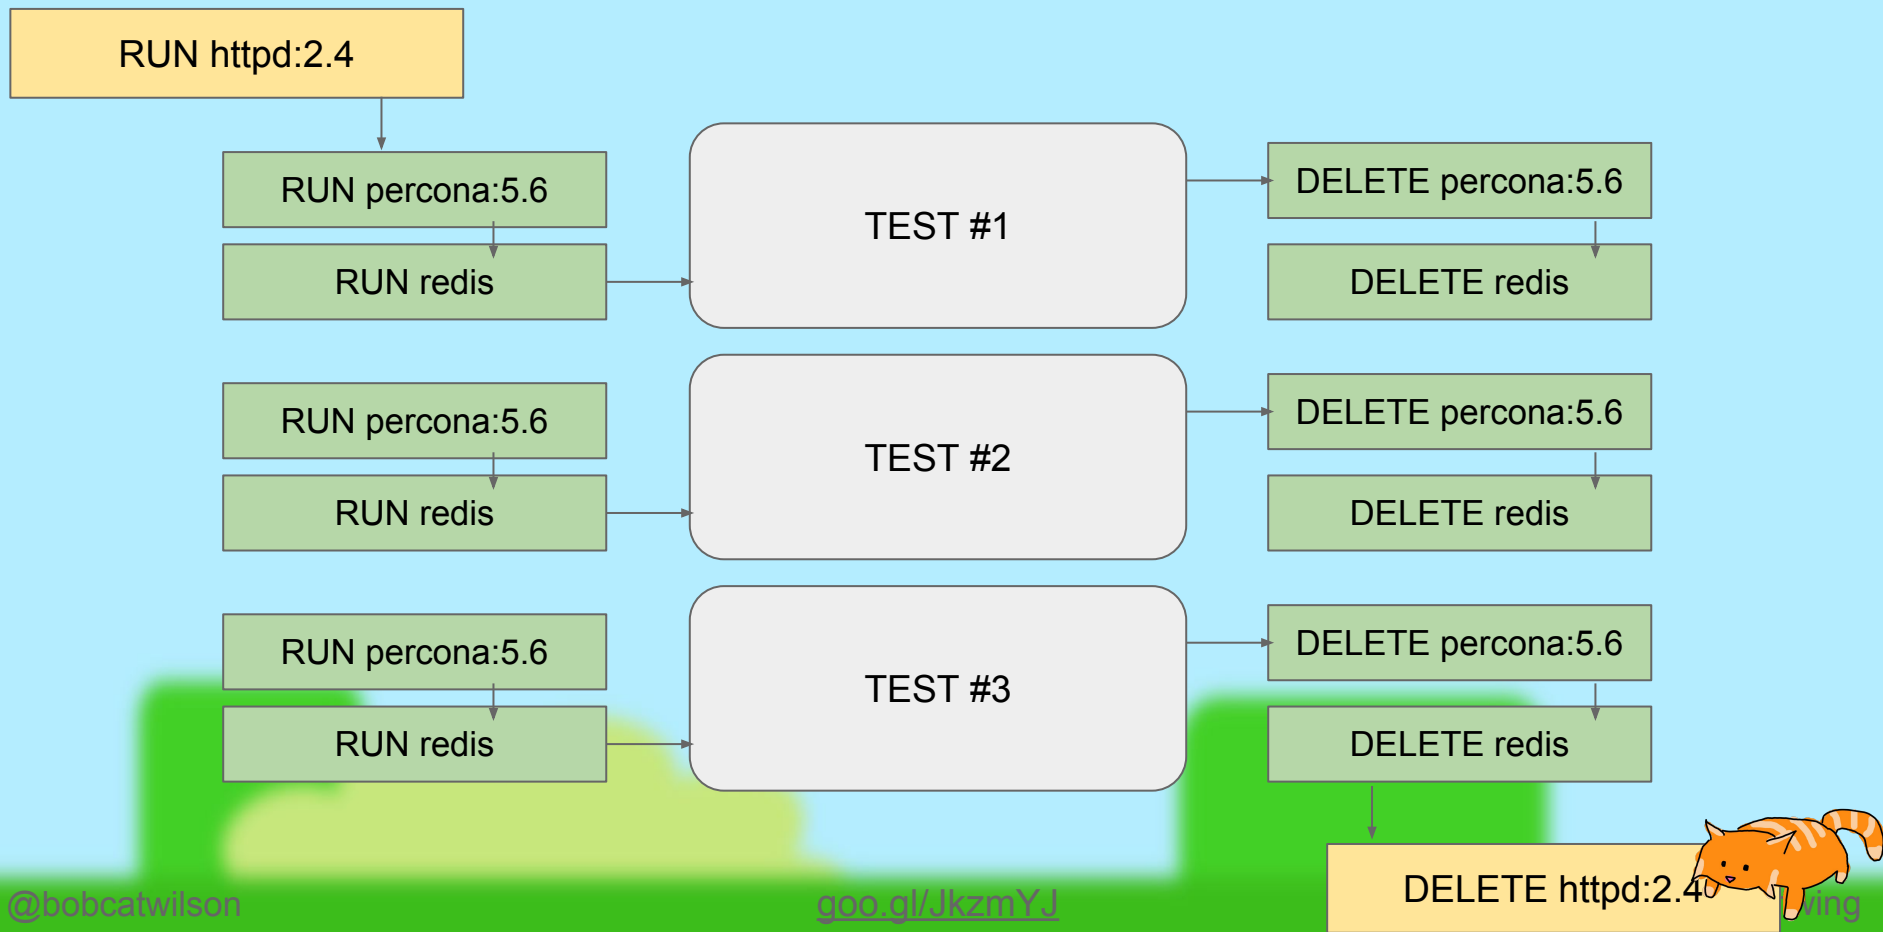 RUN httpd:2.4
RUN percona:5.6
RUN redis
TEST #1
DELETE percona:5.6
DELETE redis
RUN percona:5.6
RUN redis
TEST #2
DELETE percona:5.6
DELETE redis
RUN percona:5.6
RUN redis
TEST #3
DELETE percona:5.6
DELETE redis
DELETE httpd:2.4
@bobcatwilson
goo.gl/JkzmYJ